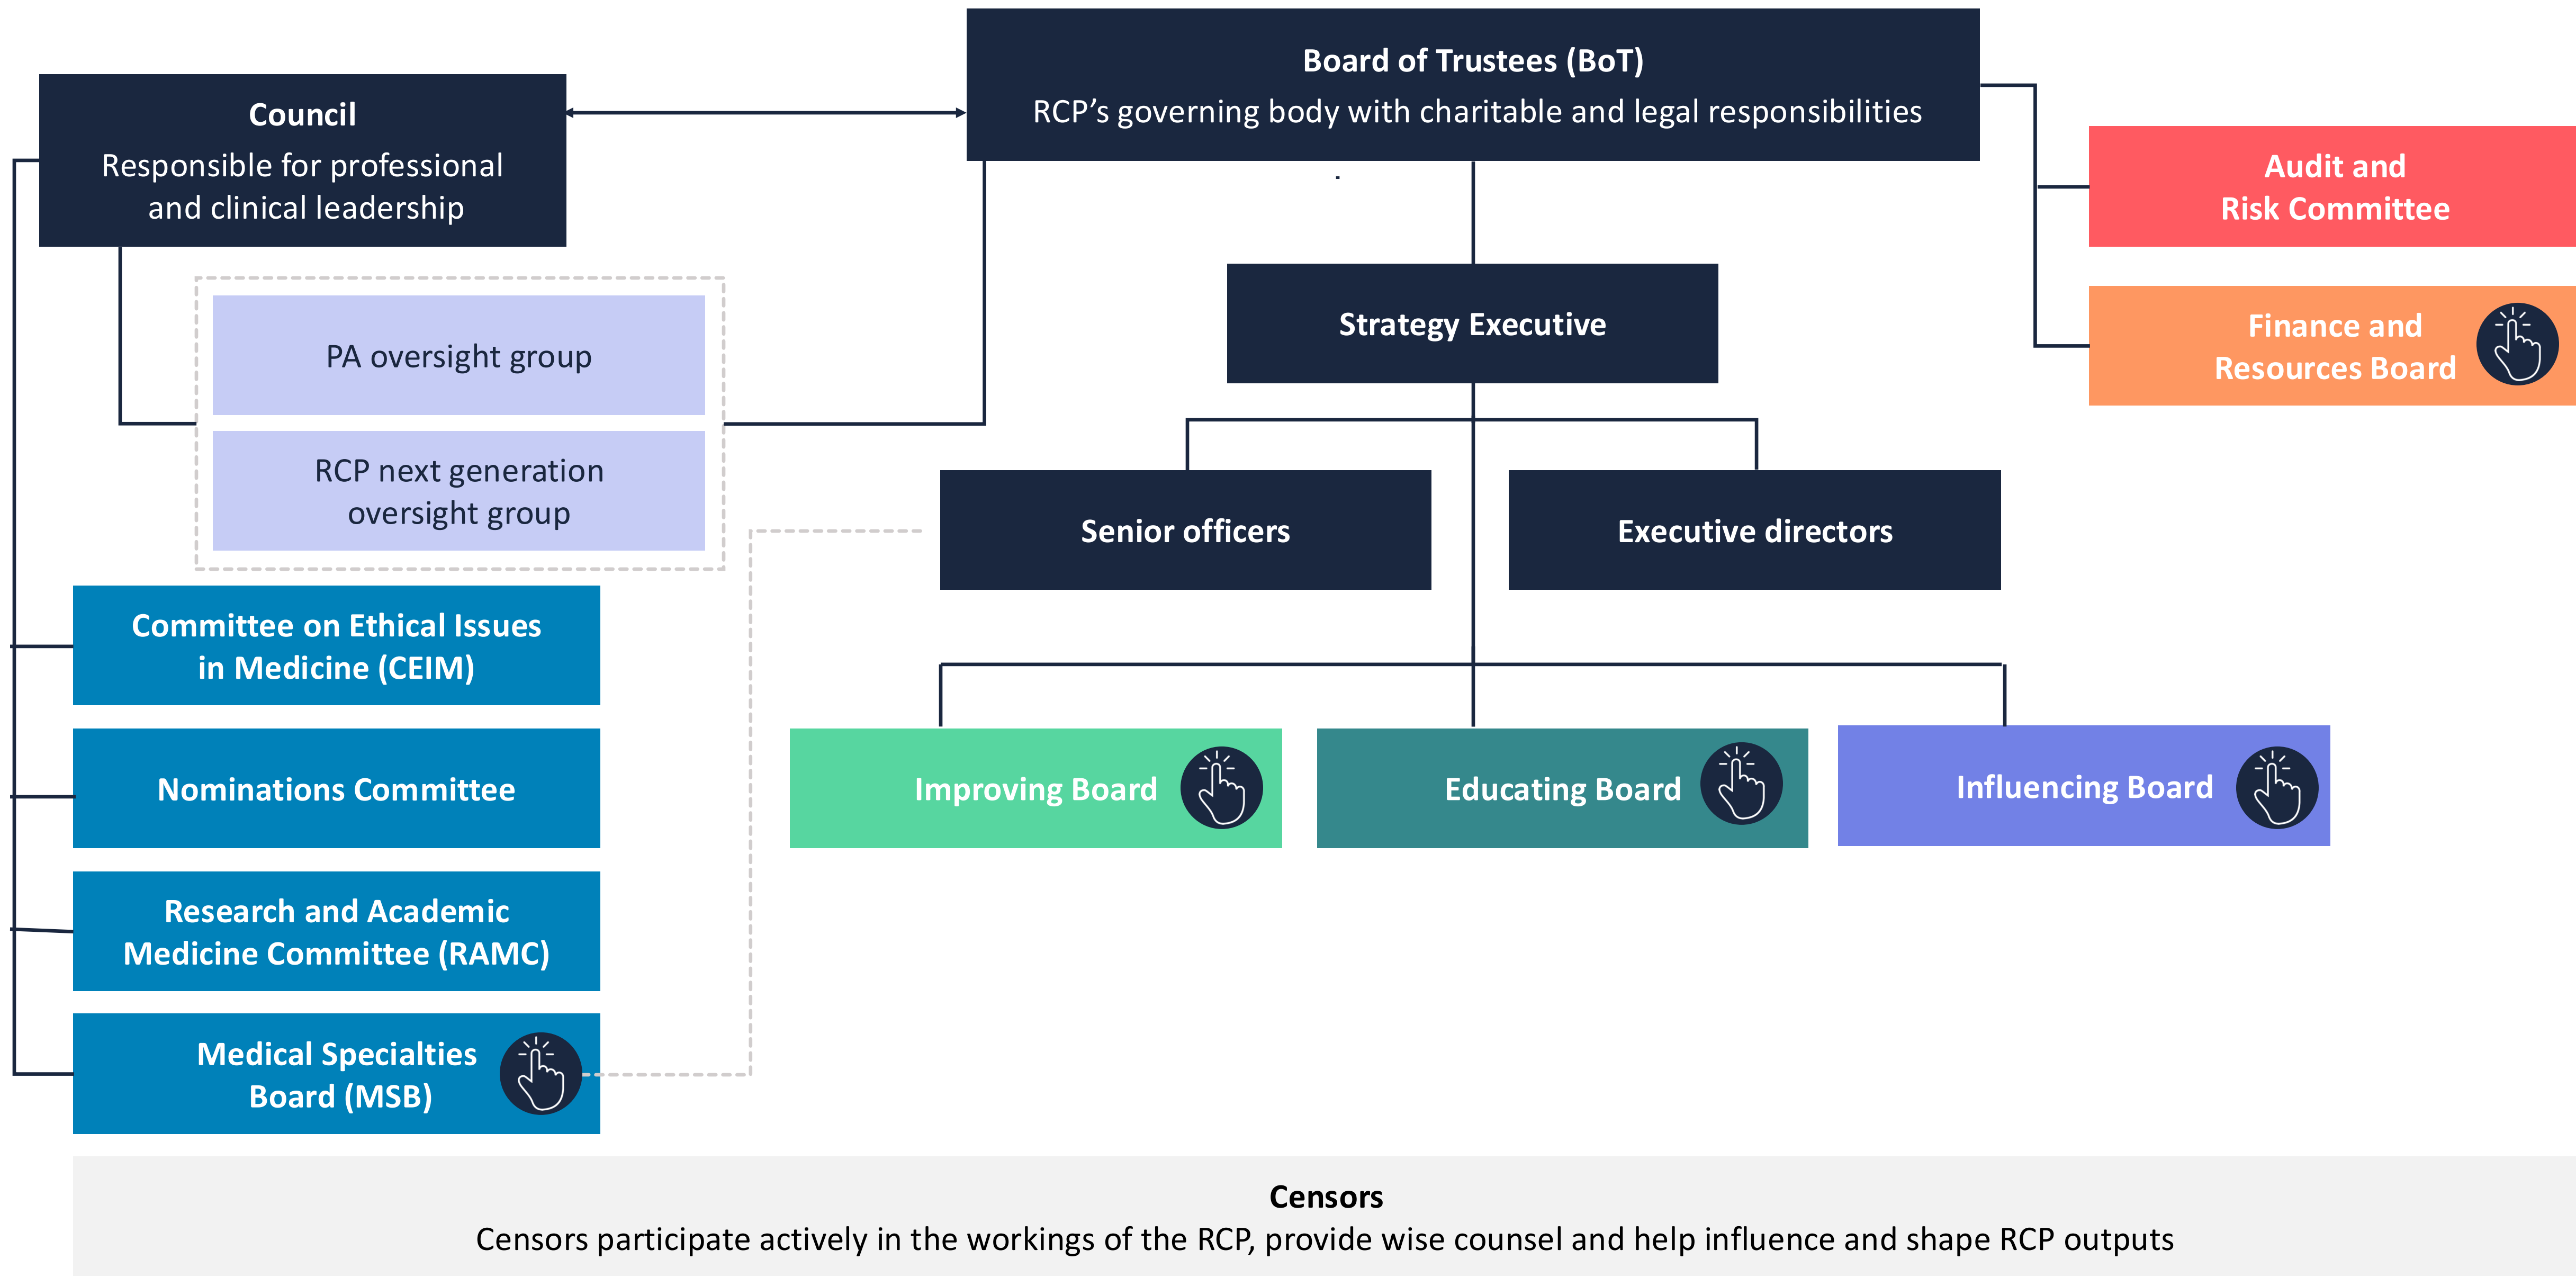 Board of Trustees (BoT)
RCP’s governing body with charitable and legal responsibilities
Council
Responsible for professional
and clinical leadership
Audit and
Risk Committee
Finance and
Resources Board
Strategy Executive
PA oversight group
RCP next generation
oversight group
Senior officers
Executive directors
Committee on Ethical Issues
in Medicine (CEIM)
Nominations Committee
Research and Academic
Medicine Committee (RAMC)
Medical Specialties
Board (MSB)
Improving Board
Educating Board
Influencing Board
Censors
Censors participate actively in the workings of the RCP, provide wise counsel and help influence and shape RCP outputs